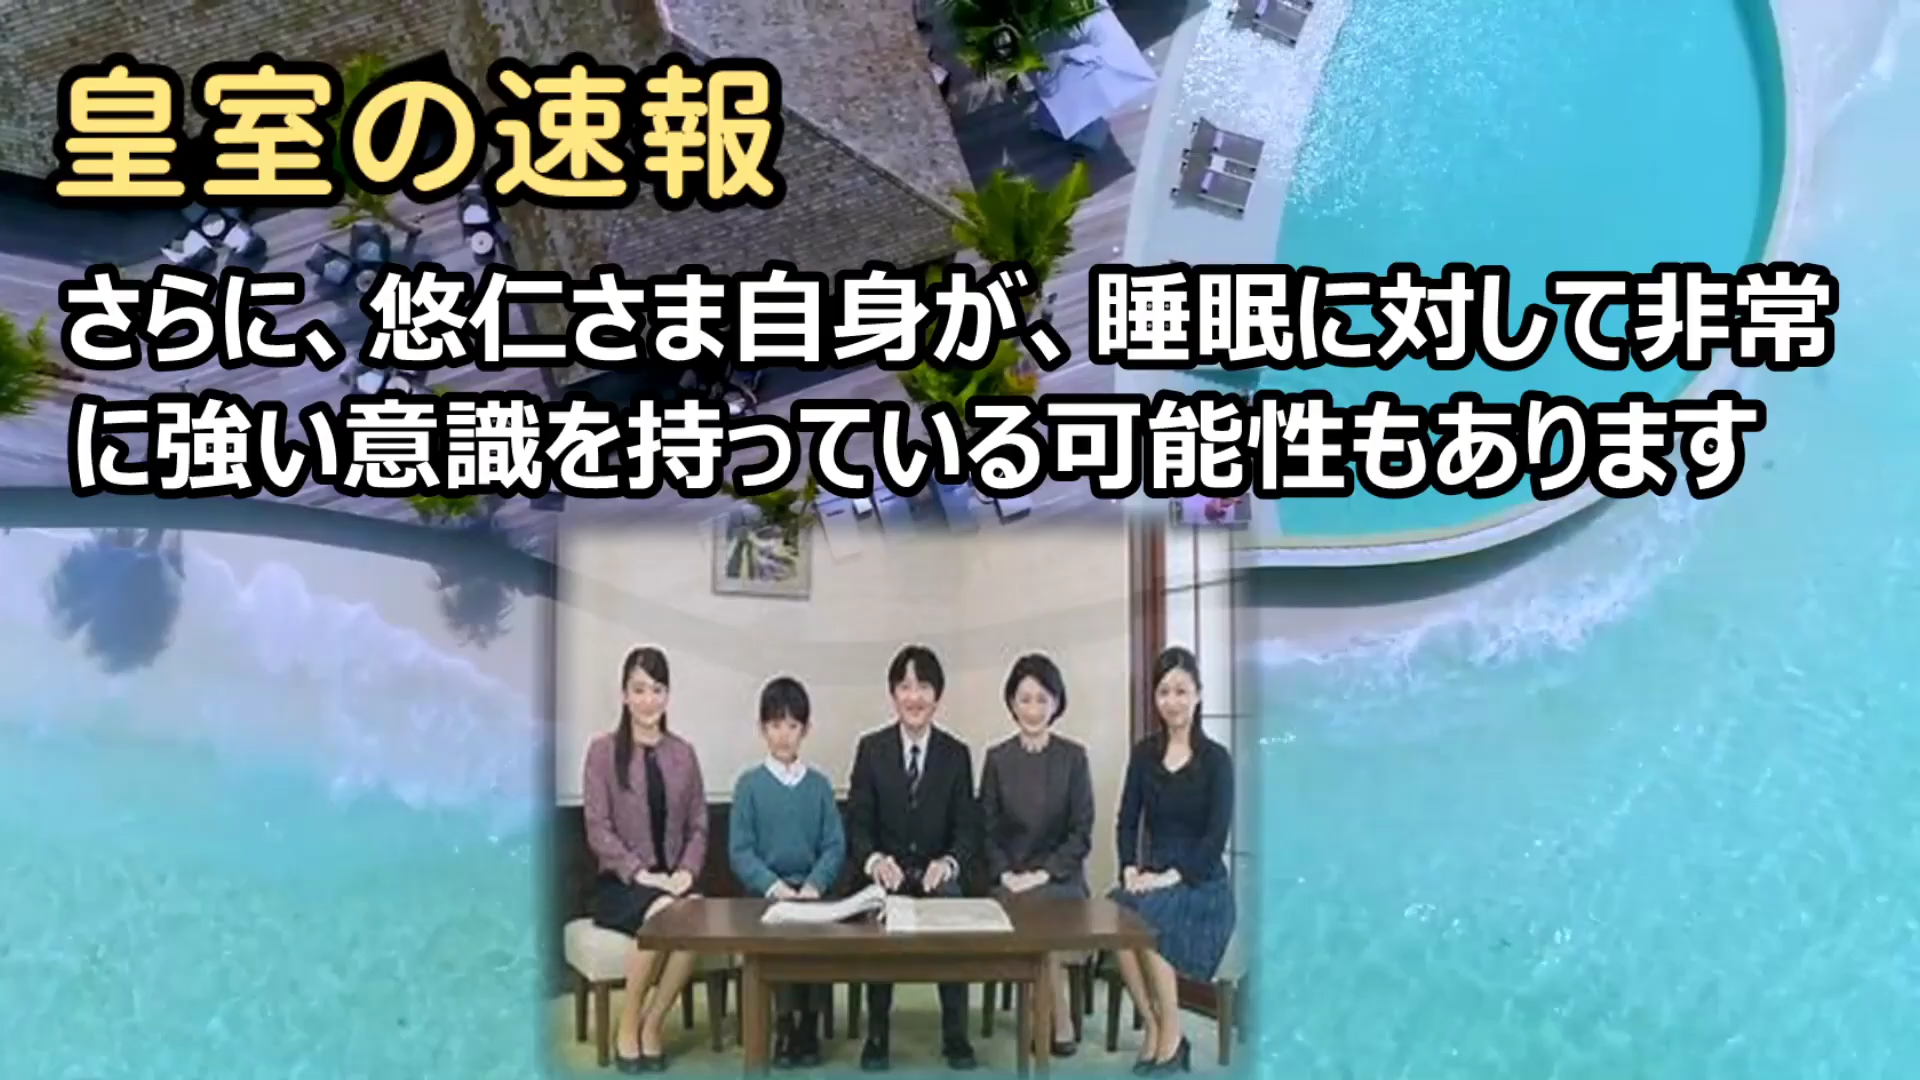 皇室の速報
さらに、悠仁さま自身が、睡眠に対して非常
に強い意識を持っている可能性もあります